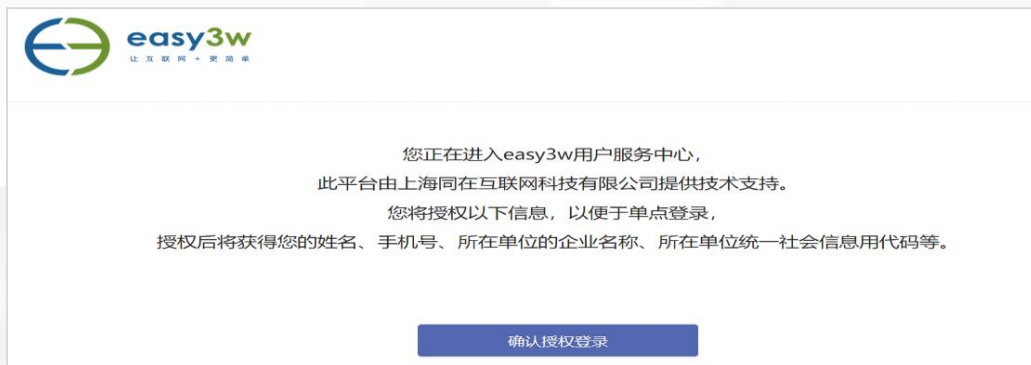 easy3w
让互联网+更简单
您正在进入easy3w用户服务中心，
此平台由上海同在互联网科技有限公司提供技术支持。
您将授权以下信息，以便于单点登录，
授权后将获得您的姓名、手机号、所在单位的企业名称、所在单位统一社会信息用代码等。
确认授权登录